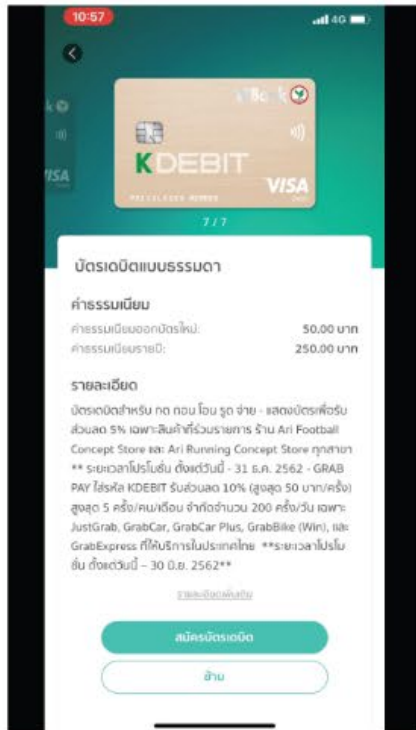 10:57
4G
KDEBIT
VISA
7 / 7
บัตรเดบิตแบบธรรมดา
ค่าธรรมเนียม
ค่าธรรมเนียมออกบัตรใหม่: 50.00 บาท
ค่าธรรมเนียมรายปี: 250.00 บาท
รายละเอียด
บัตรเดบิตสำหรับ กด ถอน โอน รูด จ่าย - แสดงบัตรเพื่อรับ
ส่วนลด 5% เฉพาะสินค้าที่ร่วมรายการ ร้าน Ari Football
Concept Store และ Ari Running Concept Store ทุกสาขา
** ระยะเวลาโปรโมชั่น ตั้งแต่วันนี้ - 31 ธ.ค. 2562 - GRAB
PAY ใส่รหัส KDEBIT รับส่วนลด 10% (สูงสุด 50 บาท/ครั้ง)
สูงสุด 5 ครั้ง/คน/เดือน จำกัดจำนวน 200 ครั้ง/วัน เฉพาะ
JustGrab, GrabCar, GrabCar Plus, GrabBike (Win), และ
GrabExpress ที่ให้บริการในประเทศไทย **ระยะเวลาโปรโม
ชั่น ตั้งแต่วันนี้ – 30 มิ.ย. 2562**
รายละเอียดเพิ่มเติม
สมัครบัตรเดบิต
ข้าม